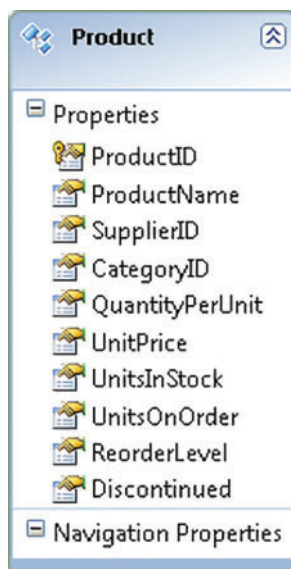 Product
Properties
ProductID
ProductName
SupplierID
CategoryID
QuantityPerUnit
UnitPrice
UnitsInStock
UnitsOnOrder
ReorderLevel
Discontinued
Navigation Properties